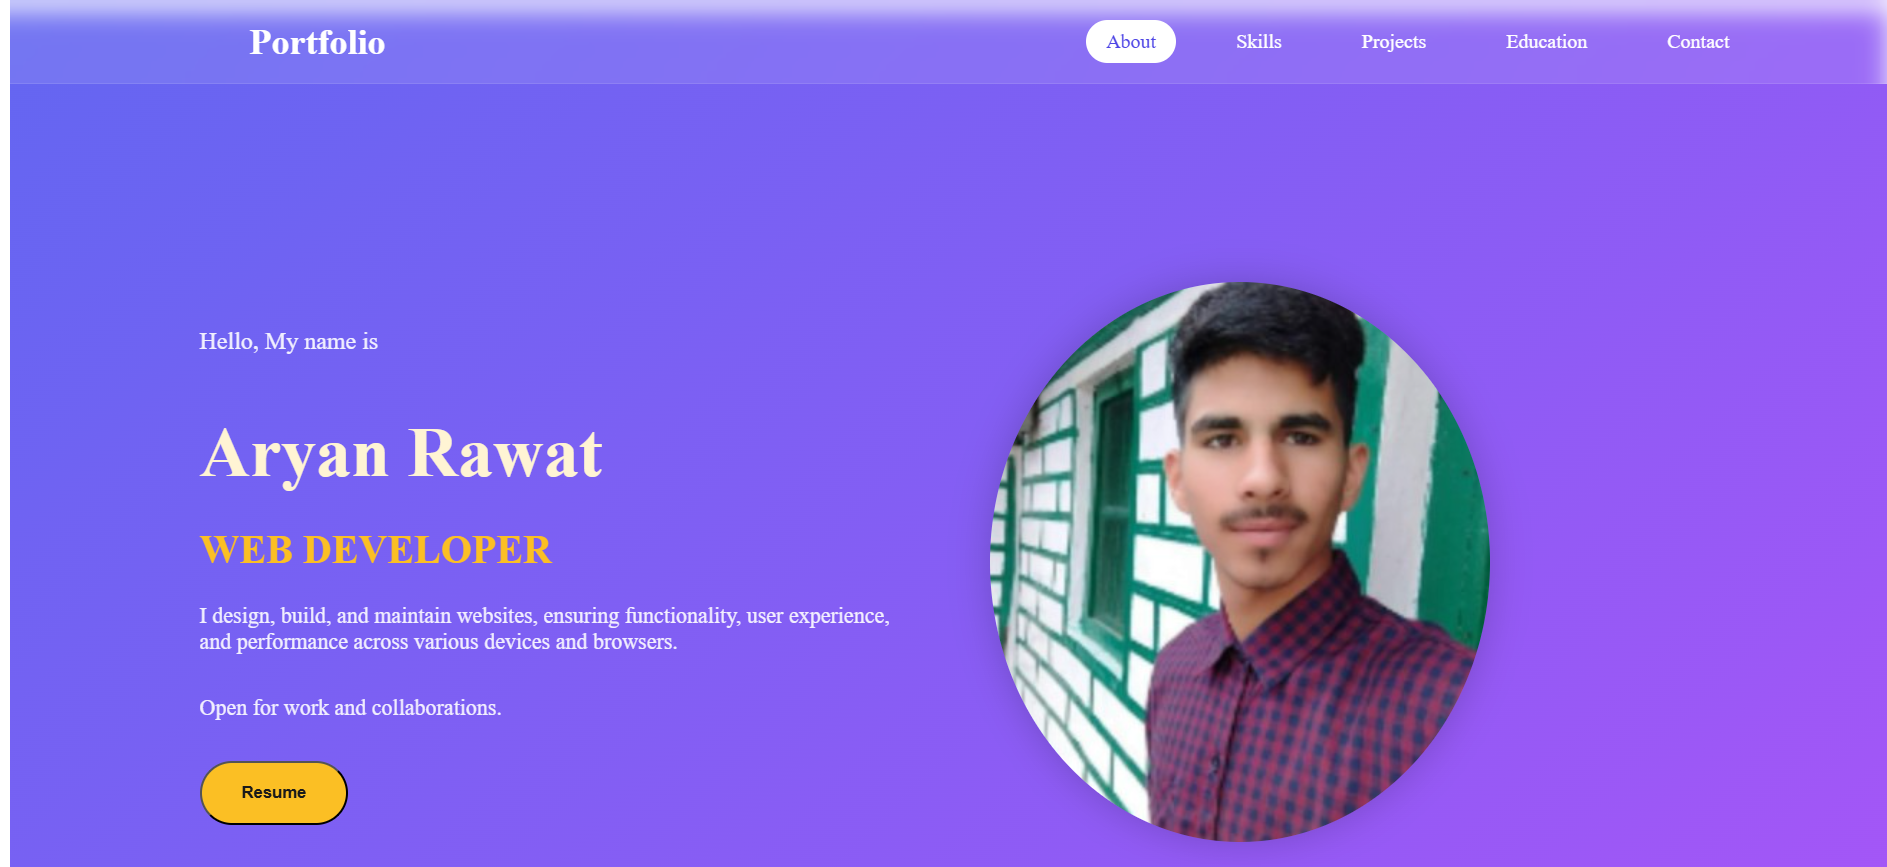 Portfolio
About
Skills
Projects
Education
Contact
Hello, My name is
Aryan Rawat
WEB DEVELOPER
I design, build, and maintain websites, ensuring functionality, user experience,
and performance across various devices and browsers.
Open for work and collaborations.
Resume